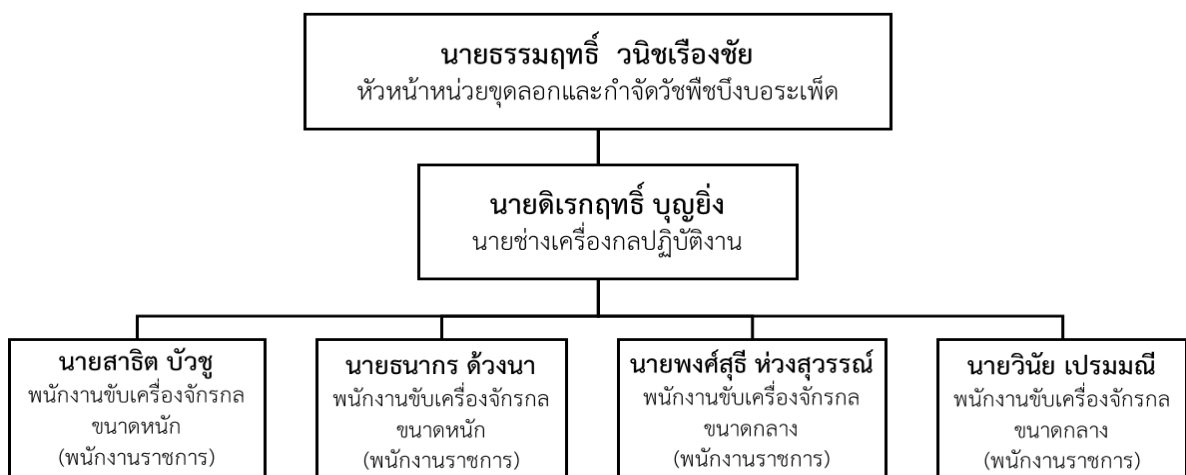 นายธรรมฤทธิ์ วนิชเรืองชัย
หัวหน้าหน่วยขุดลอกและกำจัดวัชพืชบึงบอระเพ็ด
นายดิเรกฤทธิ์ บุญยิ่ง
นายช่างเครื่องกลปฏิบัติงาน
นายสาธิต บัวชู
พนักงานขับเครื่องจักรกล
ขนาดหนัก
(พนักงานราชการ)
นายธนากร ด้วงนา
พนักงานขับเครื่องจักรกล
ขนาดหนัก
(พนักงานราชการ)
นายพงศ์สุธี ห่วงสุวรรณ์
พนักงานขับเครื่องจักรกล
ขนาดกลาง
(พนักงานราชการ)
นายวินัย เปรมมณี
พนักงานขับเครื่องจักรกล
ขนาดกลาง
(พนักงานราชการ)